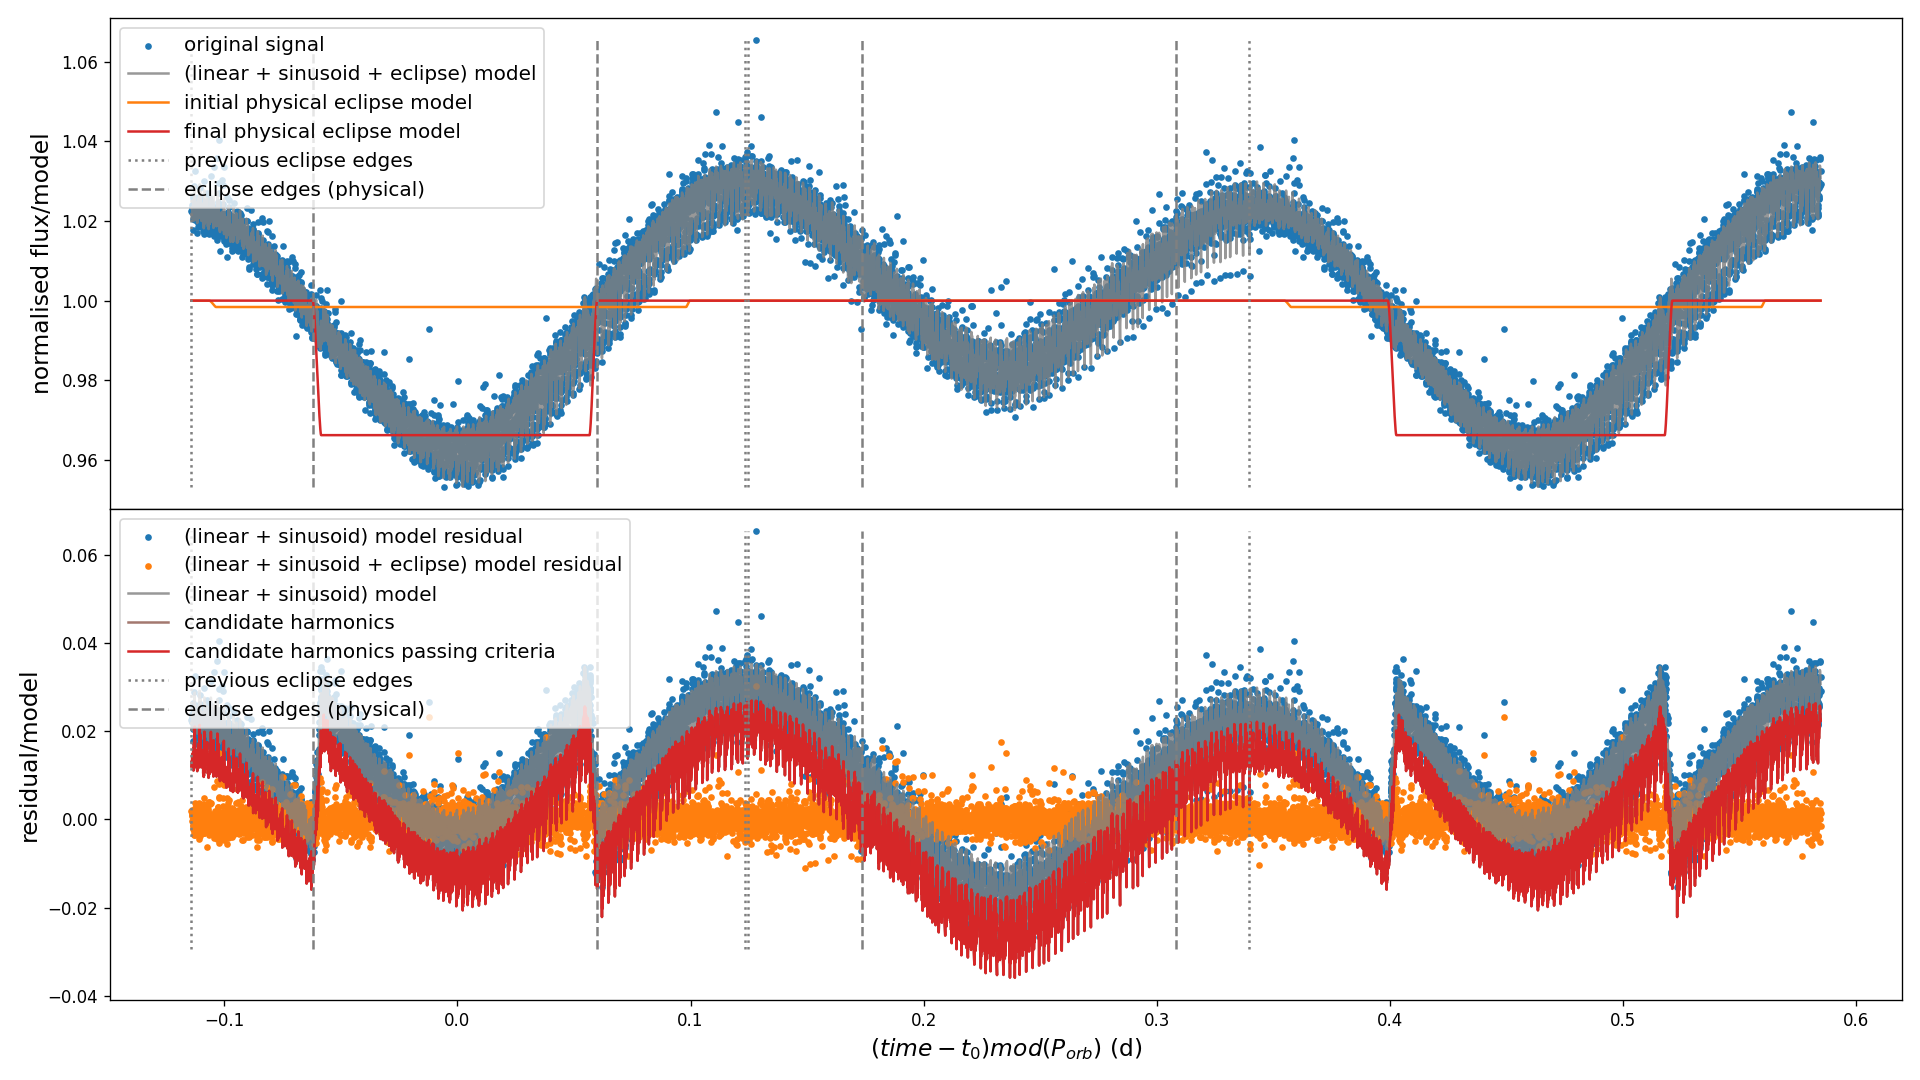 original signal
(linear + sinusoid + eclipse) model
initial physical eclipse model
final physical eclipse model
previous eclipse edges
eclipse edges (physical)
normalised flux/model
1.06
1.04
1.02
1.00
0.98
0.96
(linear + sinusoid) model residual
(linear + sinusoid + eclipse) model residual
(linear + sinusoid) model
candidate harmonics
candidate harmonics passing criteria
previous eclipse edges
eclipse edges (physical)
residual/model
0.06
0.04
0.02
0.00
−0.02
−0.04
−0.1 0.0 0.1 0.2 0.3 0.4 0.5 0.6
(time − t₀)mod(P_orb) (d)